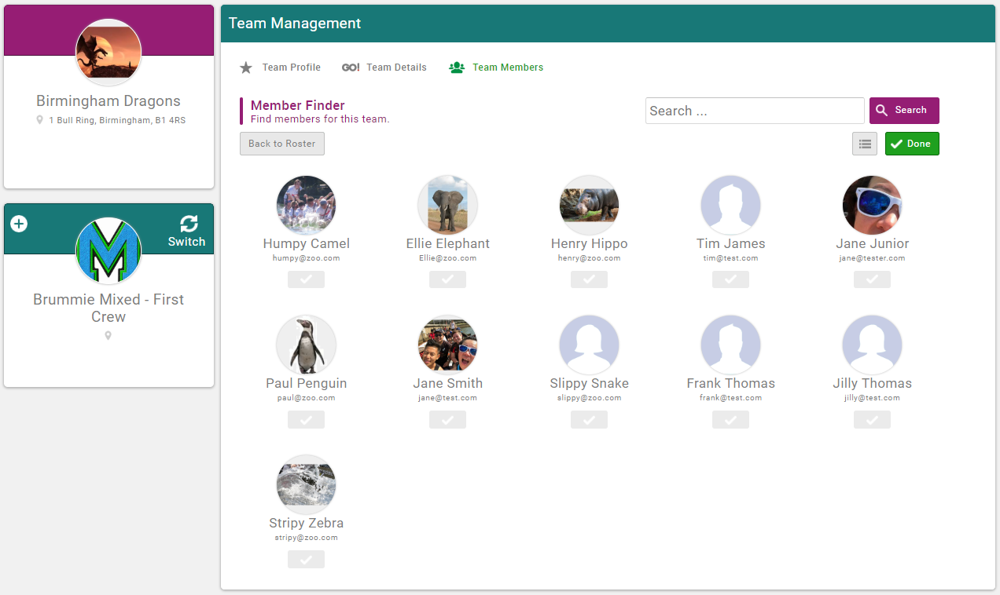 Birmingham Dragons
1 Bull Ring, Birmingham, B1 4RS
Switch
Brummie Mixed - First
Crew
Team Management
Team Profile
GO! Team Details
Team Members
Member Finder
Find members for this team.
Search ...
Search
Back to Roster
Done
Humpy Camel
humpy@zoo.com
Ellie Elephant
Ellie@zoo.com
Henry Hippo
henry@zoo.com
Tim James
tim@test.com
Jane Junior
jane@tester.com
Paul Penguin
paul@zoo.com
Jane Smith
jane@test.com
Slippy Snake
slippy@zoo.com
Frank Thomas
frank@test.com
Jilly Thomas
jilly@test.com
Stripy Zebra
stripy@zoo.com